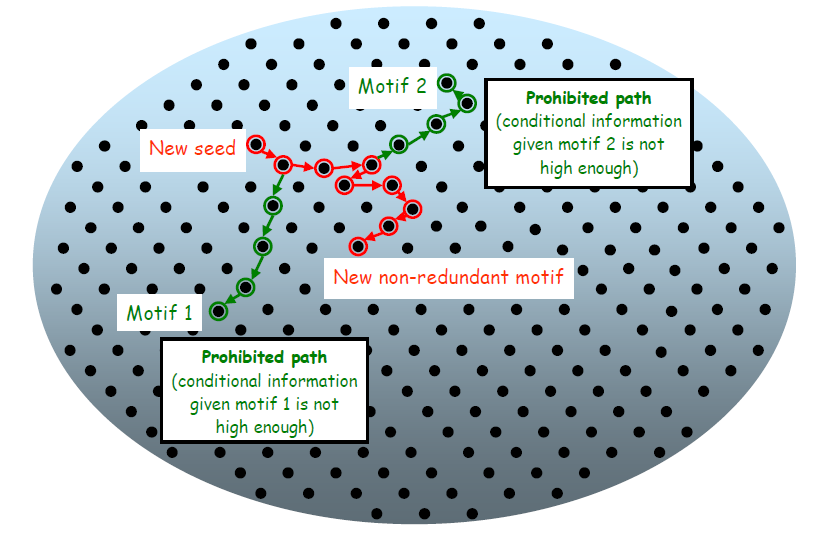 Motif 2
Prohibited path
(conditional information
given motif 2 is not
high enough)
New seed
New non-redundant motif
Motif 1
Prohibited path
(conditional information
given motif 1 is not
high enough)